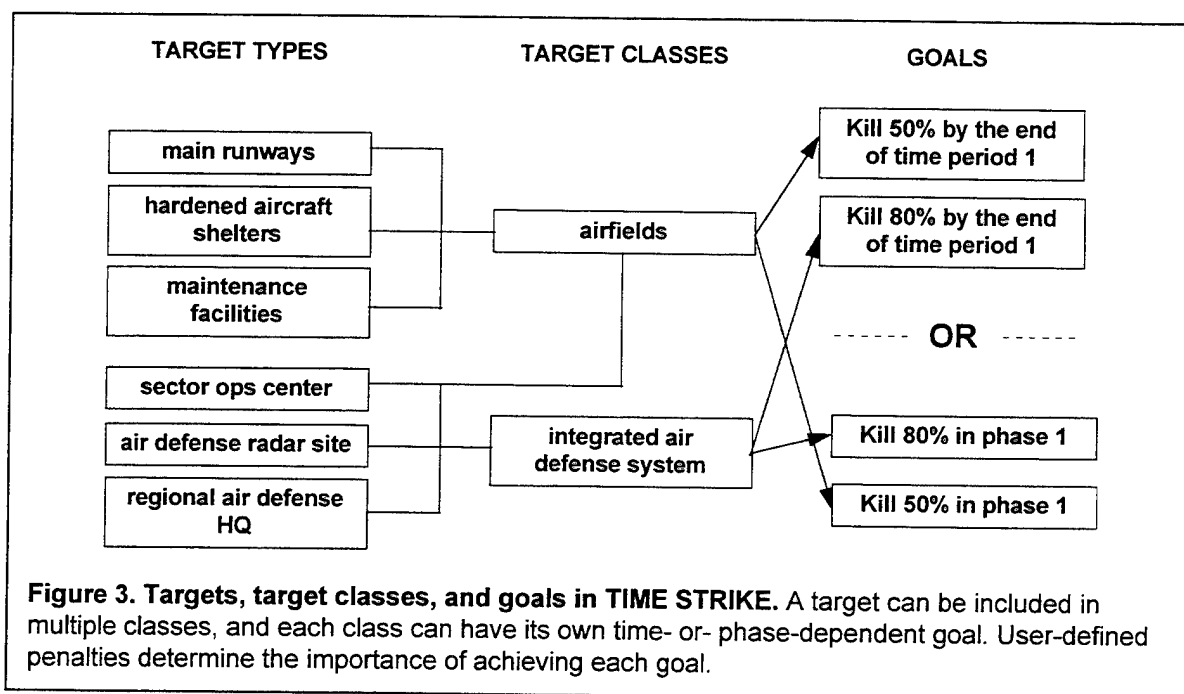 TARGET TYPES
TARGET CLASSES
GOALS
main runways
hardened aircraft
shelters
maintenance
facilities
sector ops center
air defense radar site
regional air defense
HQ
airfields
integrated air
defense system
Kill 50% by the end
of time period 1
Kill 80% by the end
of time period 1
------ OR ------
Kill 80% in phase 1
Kill 50% in phase 1
Figure 3. Targets, target classes, and goals in TIME STRIKE. A target can be included in
multiple classes, and each class can have its own time- or- phase-dependent goal. User-defined
penalties determine the importance of achieving each goal.